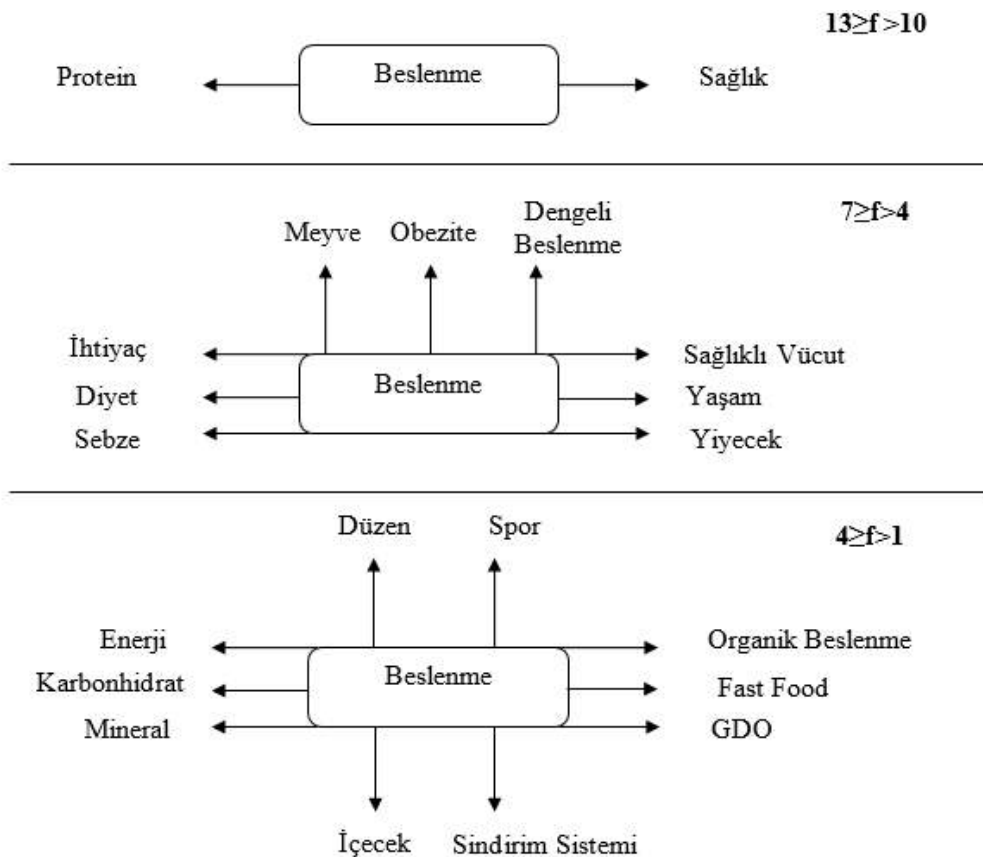 13≥f >10
Protein
Beslenme
Sağlık
7≥f>4
Meyve
Obezite
Dengeli
Beslenme
İhtiyaç
Sağlıklı Vücut
Diyet
Beslenme
Yaşam
Sebze
Yiyecek
4≥f>1
Düzen
Spor
Enerji
Organik Beslenme
Karbonhidrat
Beslenme
Fast Food
Mineral
GDO
İçecek
Sindirim Sistemi